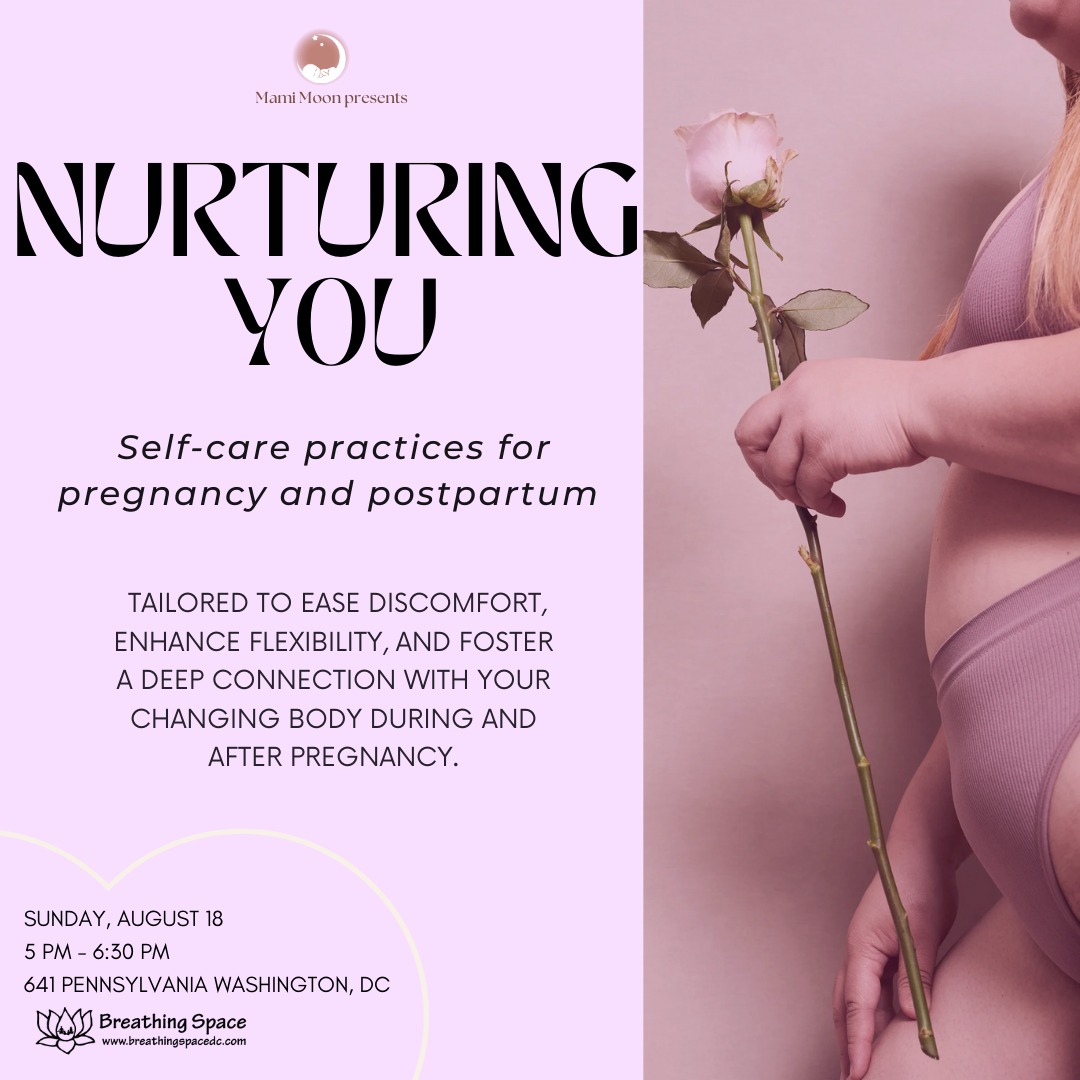 Mami Moon presents
NURTURING
YOU
Self-care practices for
pregnancy and postpartum
TAILORED TO EASE DISCOMFORT,
ENHANCE FLEXIBILITY, AND FOSTER
A DEEP CONNECTION WITH YOUR
CHANGING BODY DURING AND
AFTER PREGNANCY.
SUNDAY, AUGUST 18
5 PM - 6:30 PM
641 PENNSYLVANIA WASHINGTON, DC
Breathing Space
www.breathingspacedc.com